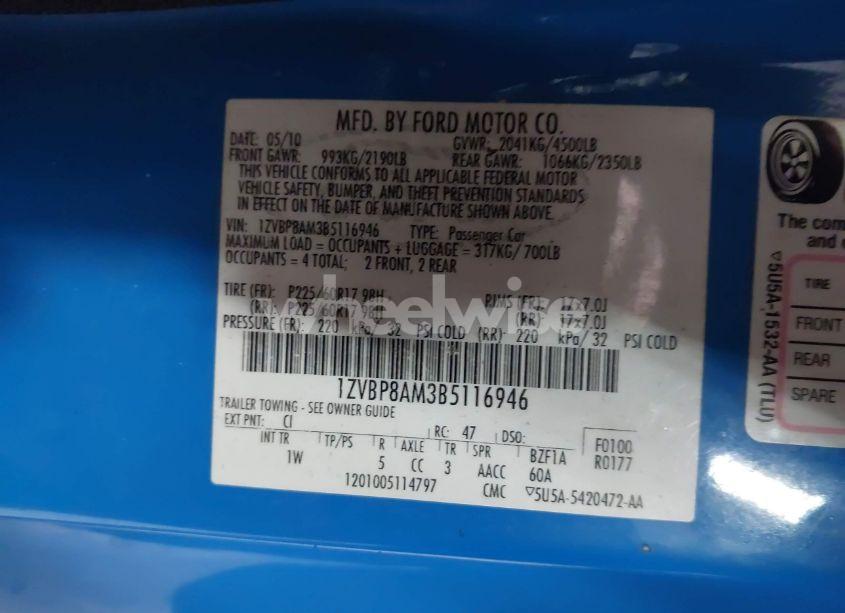 MFD. BY FORD MOTOR CO.
DATE: 05/10 GVWR: 2041KG/4500LB
FRONT GAWR: 993KG/2190LB REAR GAWR: 1066KG/2350LB
THIS VEHICLE CONFORMS TO ALL APPLICABLE FEDERAL MOTOR
VEHICLE SAFETY, BUMPER, AND THEFT PREVENTION STANDARDS
IN EFFECT ON THE DATE OF MANUFACTURE SHOWN ABOVE.
VIN: 1ZVBP8AM3B5116946 TYPE: Passenger Car
MAXIMUM LOAD = OCCUPANTS + LUGGAGE = 317KG/ 700LB
OCCUPANTS = 4 TOTAL; 2 FRONT, 2 REAR
TIRE (FR): P225/60R17 98H RIMS (FR): 17x7.0J
(RR): P225/60R17 98H (RR): 17x7.0J
PRESSURE (FR): 220 kPa/ 32 PSI COLD (RR): 220 kPa/ 32 PSI COLD
wheelwise
1ZVBP8AM3B5116946
TRAILER TOWING - SEE OWNER GUIDE
EXT PNT: CI RC: 47 DSO: F0100
INT TR TP/PS R AXLE TR SPR BZF1A R0177
1W 5 CC 3 AACC 60A
1201005114797 CMC ▽5U5A-5420472-AA
The com
and c
TIRE
FRONT
REAR
SPARE
▽5U5A-1532-AA (TLU)